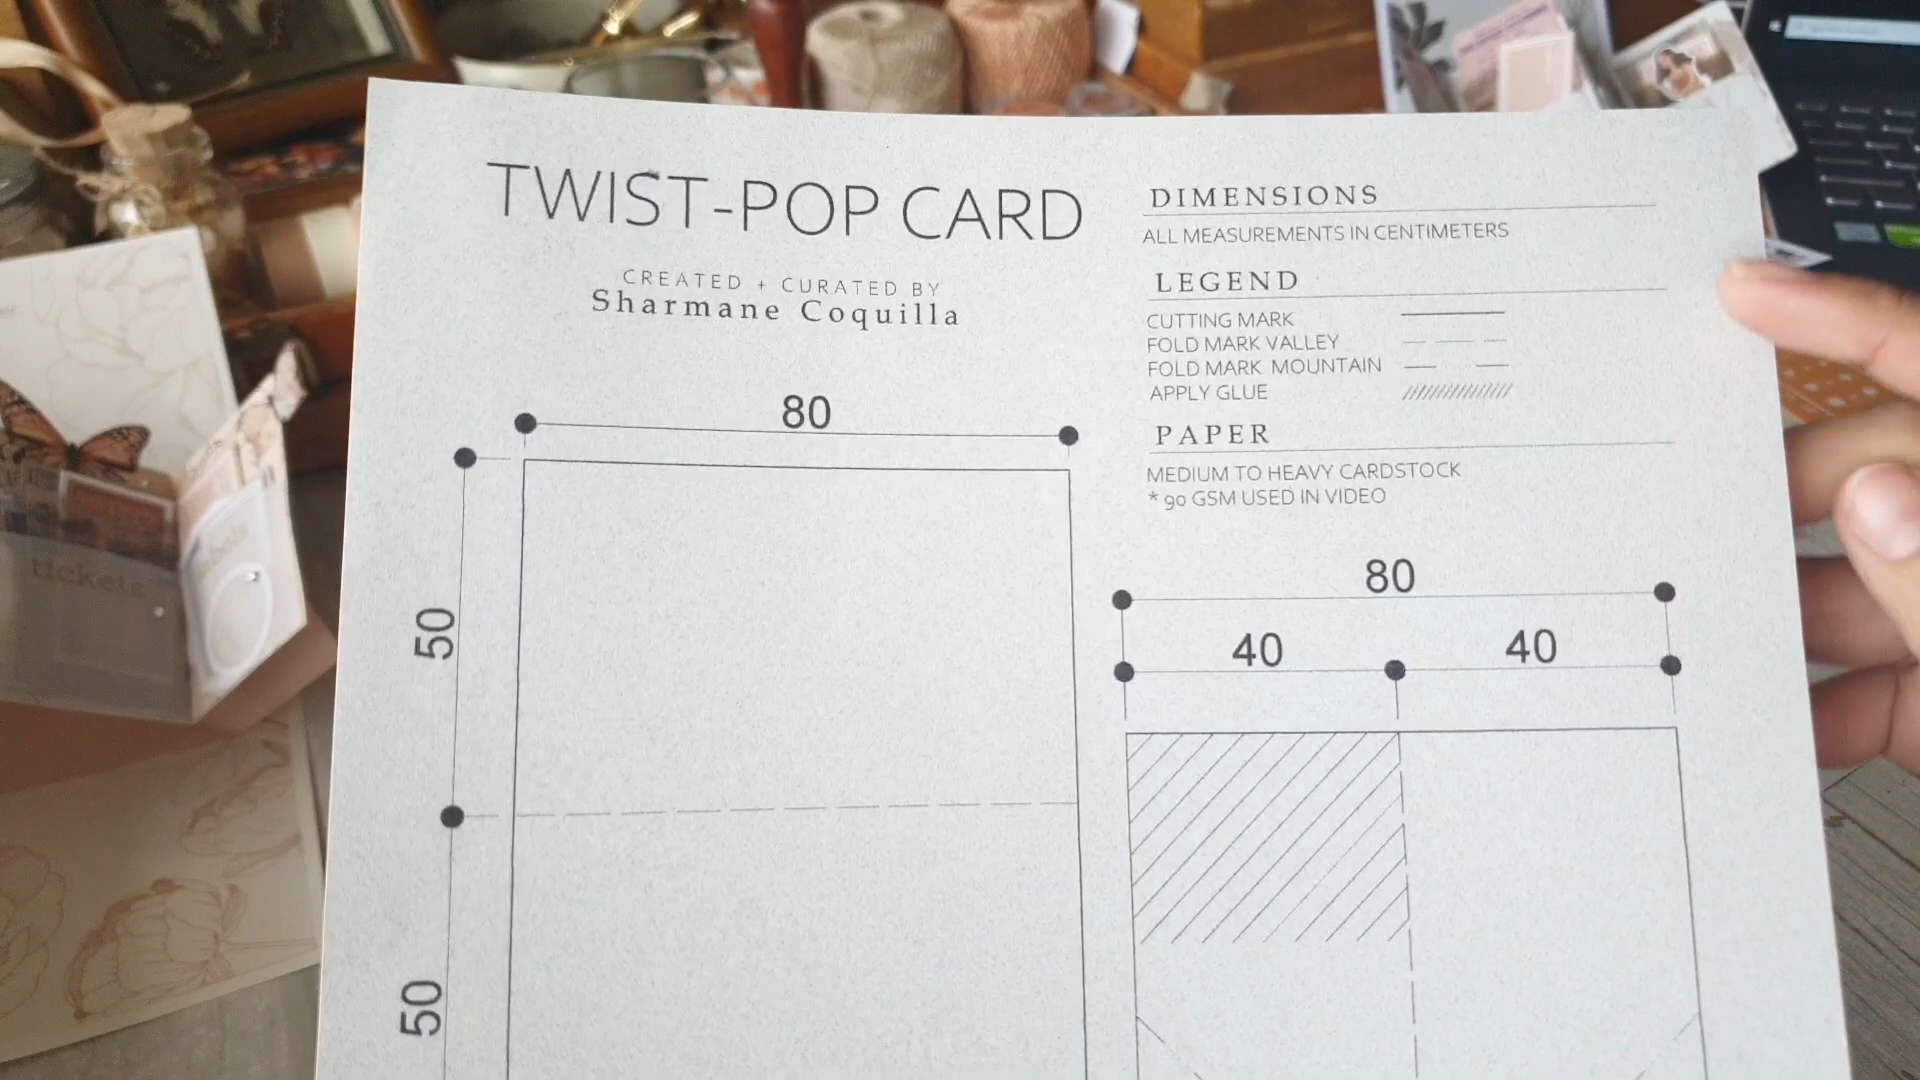 TWIST-POP CARD
CREATED + CURATED BY
Sharmane Coquilla
DIMENSIONS
ALL MEASUREMENTS IN CENTIMETERS
LEGEND
CUTTING MARK
FOLD MARK VALLEY
FOLD MARK MOUNTAIN
APPLY GLUE
PAPER
MEDIUM TO HEAVY CARDSTOCK
* 90 GSM USED IN VIDEO
80
50
50
80
40
40
tickets